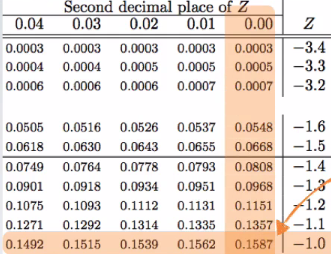 Second decimal place of Z
0.04 0.03 0.02 0.01 0.00 Z
0.0003 0.0003 0.0003 0.0003 0.0003 −3.4
0.0004 0.0004 0.0005 0.0005 0.0005 −3.3
0.0006 0.0006 0.0006 0.0007 0.0007 −3.2
0.0505 0.0516 0.0526 0.0537 0.0548 −1.6
0.0618 0.0630 0.0643 0.0655 0.0668 −1.5
0.0749 0.0764 0.0778 0.0793 0.0808 −1.4
0.0901 0.0918 0.0934 0.0951 0.0968 −1.3
0.1075 0.1093 0.1112 0.1131 0.1151 −1.2
0.1271 0.1292 0.1314 0.1335 0.1357 −1.1
0.1492 0.1515 0.1539 0.1562 0.1587 −1.0